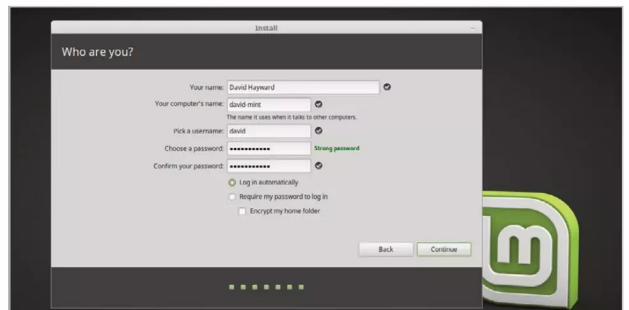 Install
Who are you?
Your name: David Hayward
Your computer's name: david-mint
The name it uses when it talks to other computers.
Pick a username: david
Choose a password: ●●●●●●●●●●● Strong password
Confirm your password: ●●●●●●●●●●●
Log in automatically
Require my password to log in
Encrypt my home folder
Back Continue